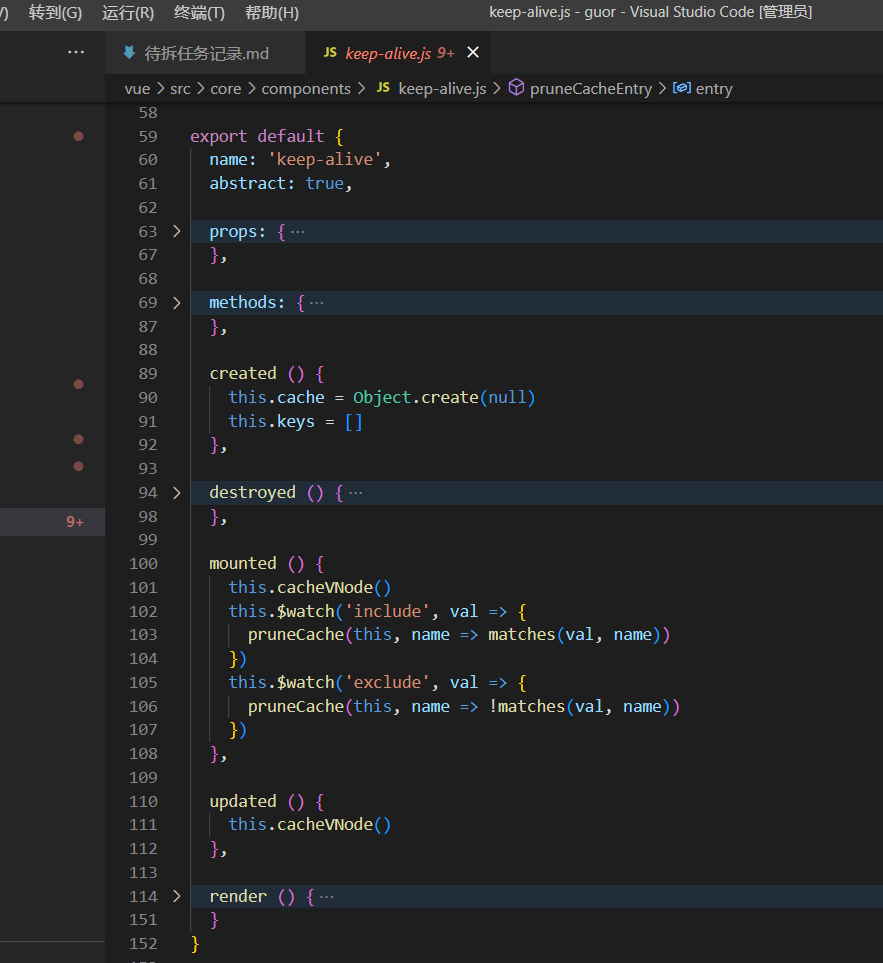 转到(G) 运行(R) 终端(T) 帮助(H) keep-alive.js - guor - Visual Studio Code [管理员]
··· 待拆任务记录.md JS keep-alive.js 9+ ✕
vue > src > core > components > JS keep-alive.js > pruneCacheEntry > entry
58
59 export default {
60 name: 'keep-alive',
61 abstract: true,
62
63 > props: { ···
67 },
68
69 > methods: { ···
87 },
88
89 created () {
90 this.cache = Object.create(null)
91 this.keys = []
92 },
93
94 > destroyed () { ···
98 },
99
100 mounted () {
101 this.cacheVNode()
102 this.$watch('include', val => {
103 pruneCache(this, name => matches(val, name))
104 })
105 this.$watch('exclude', val => {
106 pruneCache(this, name => !matches(val, name))
107 })
108 },
109
110 updated () {
111 this.cacheVNode()
112 },
113
114 > render () { ···
151 }
152 }
9+